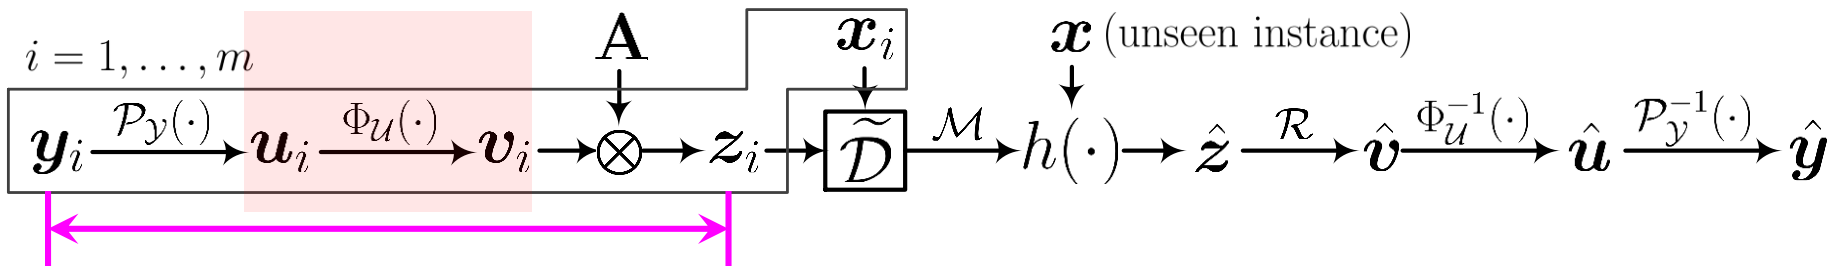 i = 1, . . . , m
A
x_i
x (unseen instance)
y_i P_Y(·) u_i Φ_U(·) v_i ⊗ z_i D̃ M h(·) ẑ R v̂ Φ_U^{-1}(·) û P_Y^{-1}(·) ŷ